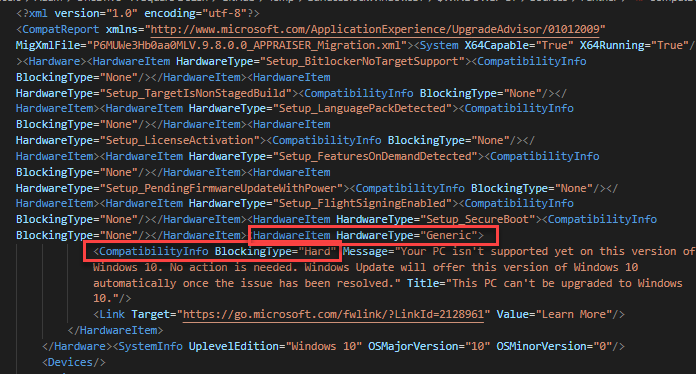 <?xml version="1.0" encoding="utf-8"?>
<CompatReport xmlns="http://www.microsoft.com/ApplicationExperience/UpgradeAdvisor/01012009"
MigXmlFile="P6MUWe3Hb0aa0MLV.9.8.0.0_APPRAISER_Migration.xml"><System X64Capable="True" X64Running="True"/
><Hardware><HardwareItem HardwareType="Setup_BitlockerNoTargetSupport"><CompatibilityInfo
BlockingType="None"/></HardwareItem><HardwareItem
HardwareType="Setup_TargetIsNonStagedBuild"><CompatibilityInfo BlockingType="None"/></
HardwareItem><HardwareItem HardwareType="Setup_LanguagePackDetected"><CompatibilityInfo
BlockingType="None"/></HardwareItem><HardwareItem
HardwareType="Setup_LicenseActivation"><CompatibilityInfo BlockingType="None"/></
HardwareItem><HardwareItem HardwareType="Setup_FeaturesOnDemandDetected"><CompatibilityInfo
BlockingType="None"/></HardwareItem><HardwareItem
HardwareType="Setup_PendingFirmwareUpdateWithPower"><CompatibilityInfo BlockingType="None"/></
HardwareItem><HardwareItem HardwareType="Setup_FlightSigningEnabled"><CompatibilityInfo
BlockingType="None"/></HardwareItem><HardwareItem HardwareType="Setup_SecureBoot"><CompatibilityInfo
BlockingType="None"/></HardwareItem><HardwareItem HardwareType="Generic">
<CompatibilityInfo BlockingType="Hard" Message="Your PC isn't supported yet on this version of
Windows 10. No action is needed. Windows Update will offer this version of Windows 10
automatically once the issue has been resolved." Title="This PC can't be upgraded to Windows
10."/>
<Link Target="https://go.microsoft.com/fwlink/?LinkId=2128961" Value="Learn More"/>
</HardwareItem>
</Hardware><SystemInfo UplevelEdition="Windows 10" OSMajorVersion="10" OSMinorVersion="0"/>
<Devices/>